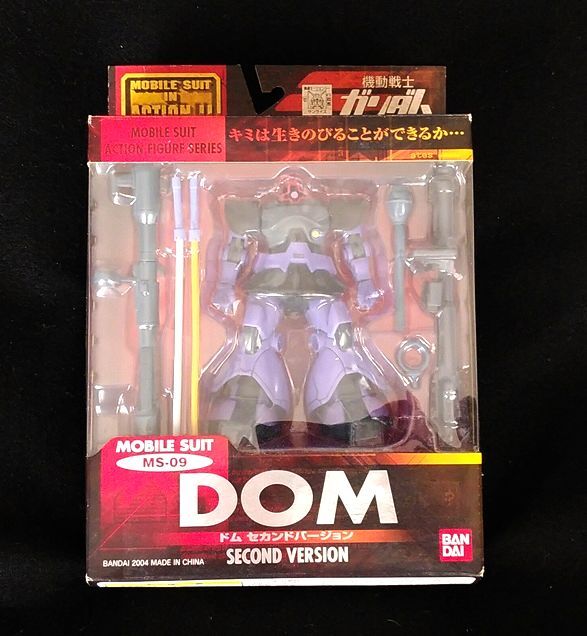 MOBILE SUIT
IN
ACTION!!
機動戦士
ガンダム
MOBILE SUIT
ACTION FIGURE SERIES
キミは生きのびることができるか…
MOBILE SUIT
MS-09
DOM
ドム セカンドバージョン
SECOND VERSION
BANDAI 2004 MADE IN CHINA
BAN
DAI